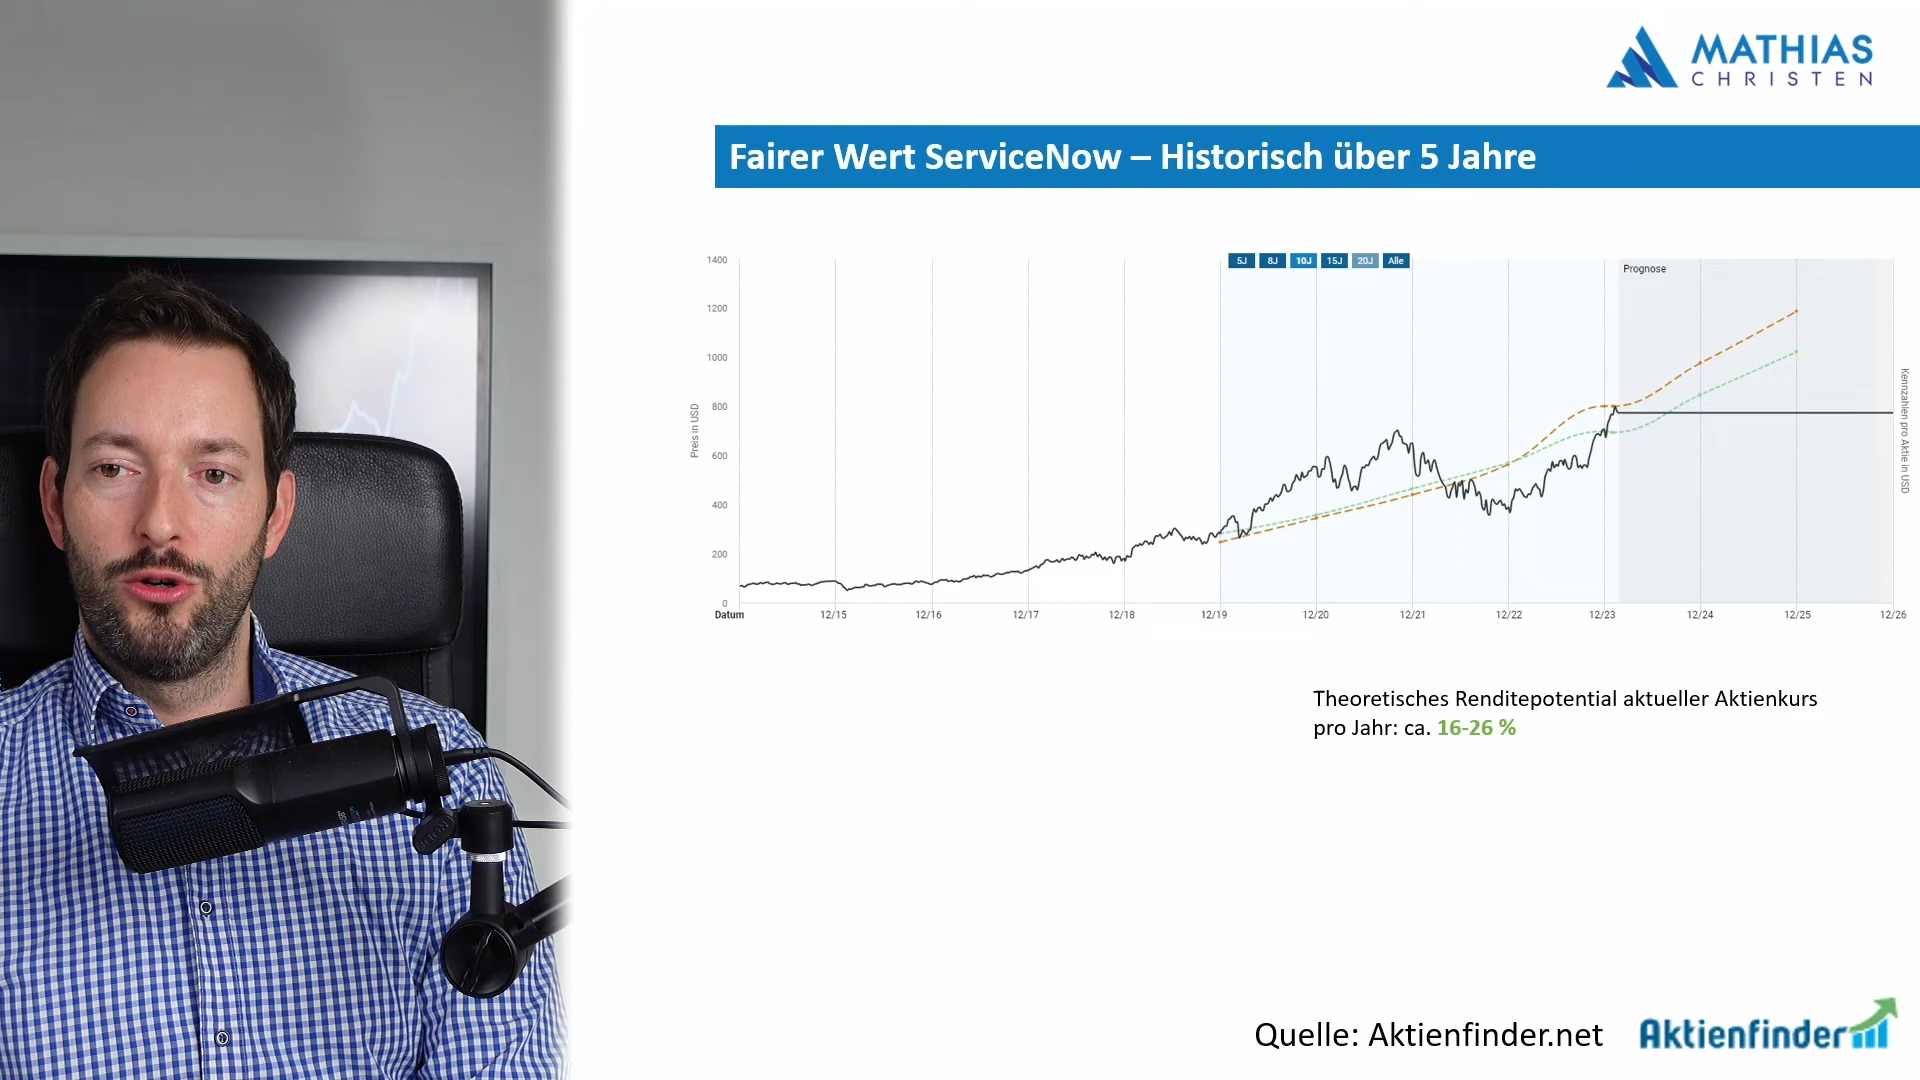 MATHIAS
CHRISTEN
Fairer Wert ServiceNow – Historisch über 5 Jahre
5J 8J 10J 15J 20J Alle
Prognose
1400
1200
1000
800
600
400
200
0
Preis in USD
Kennzahlen pro Aktie in USD
Datum 12/15 12/16 12/17 12/18 12/19 12/20 12/21 12/22 12/23 12/24 12/25 12/26
Theoretisches Renditepotential aktueller Aktienkurs
pro Jahr: ca. 16-26 %
Quelle: Aktienfinder.net
Aktienfinder